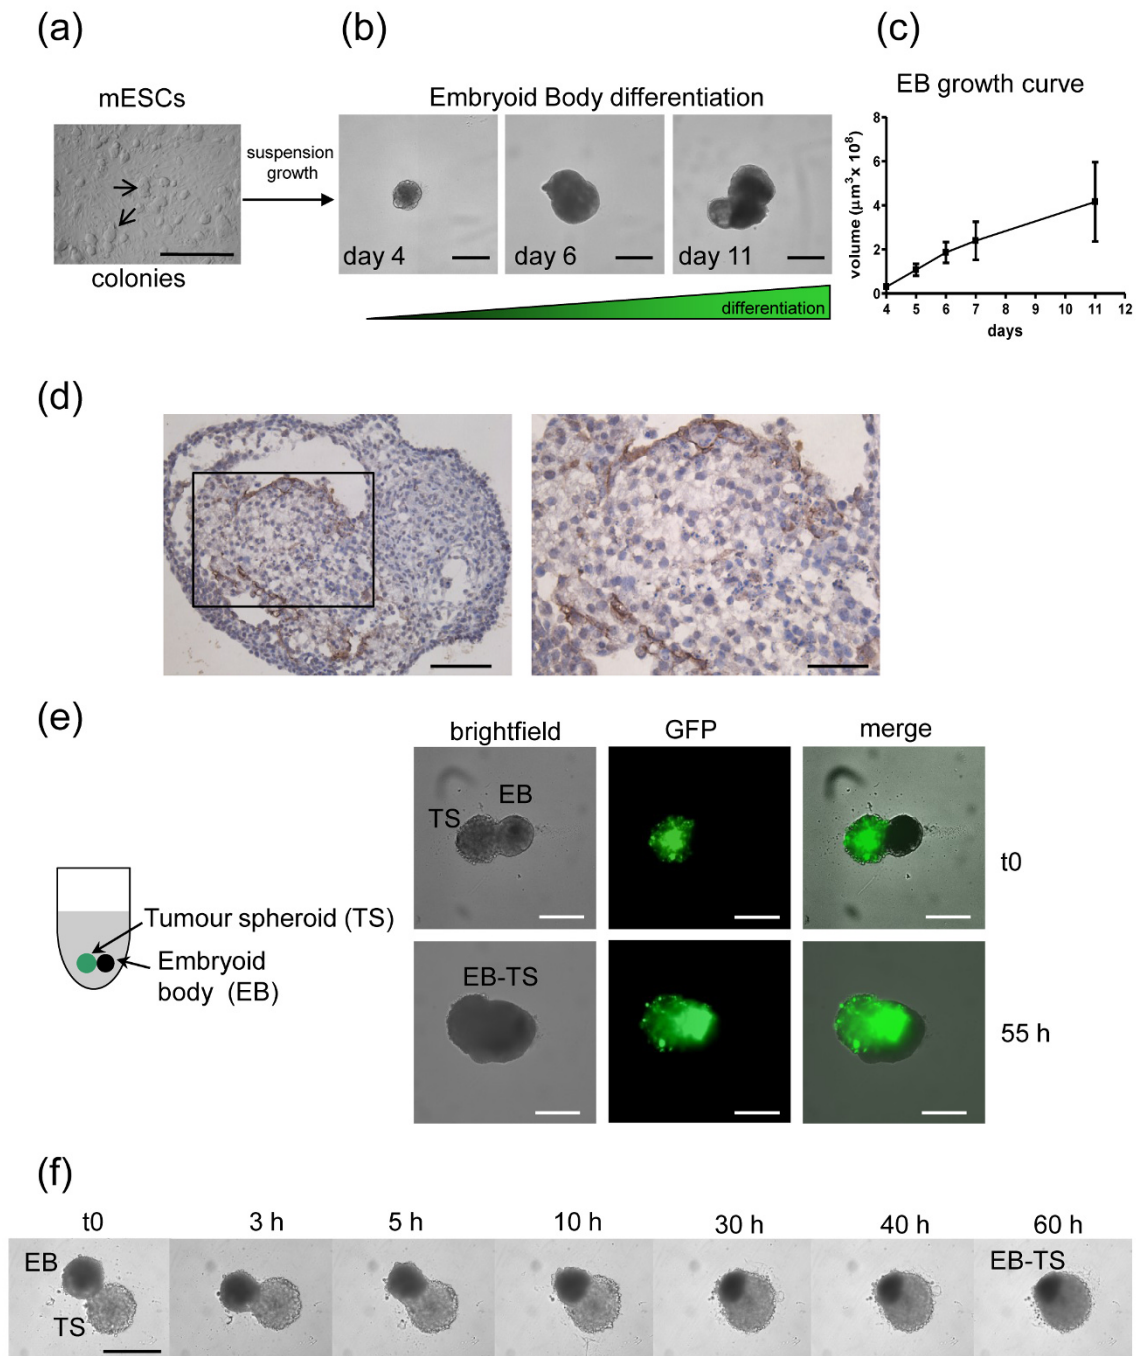 (a)
mESCs
colonies
suspension
growth
(b)
Embryoid Body differentiation
day 4
day 6
day 11
differentiation
(c)
EB growth curve
volume (μm³ x 10⁸)
8
6
4
2
0
4 5 6 7 8 9 10 11 12
days
(d)
(e)
brightfield
GFP
merge
TS
EB
t0
Tumour spheroid (TS)
Embryoid
body (EB)
EB-TS
55 h
(f)
t0
3 h
5 h
10 h
30 h
40 h
60 h
EB
TS
EB-TS